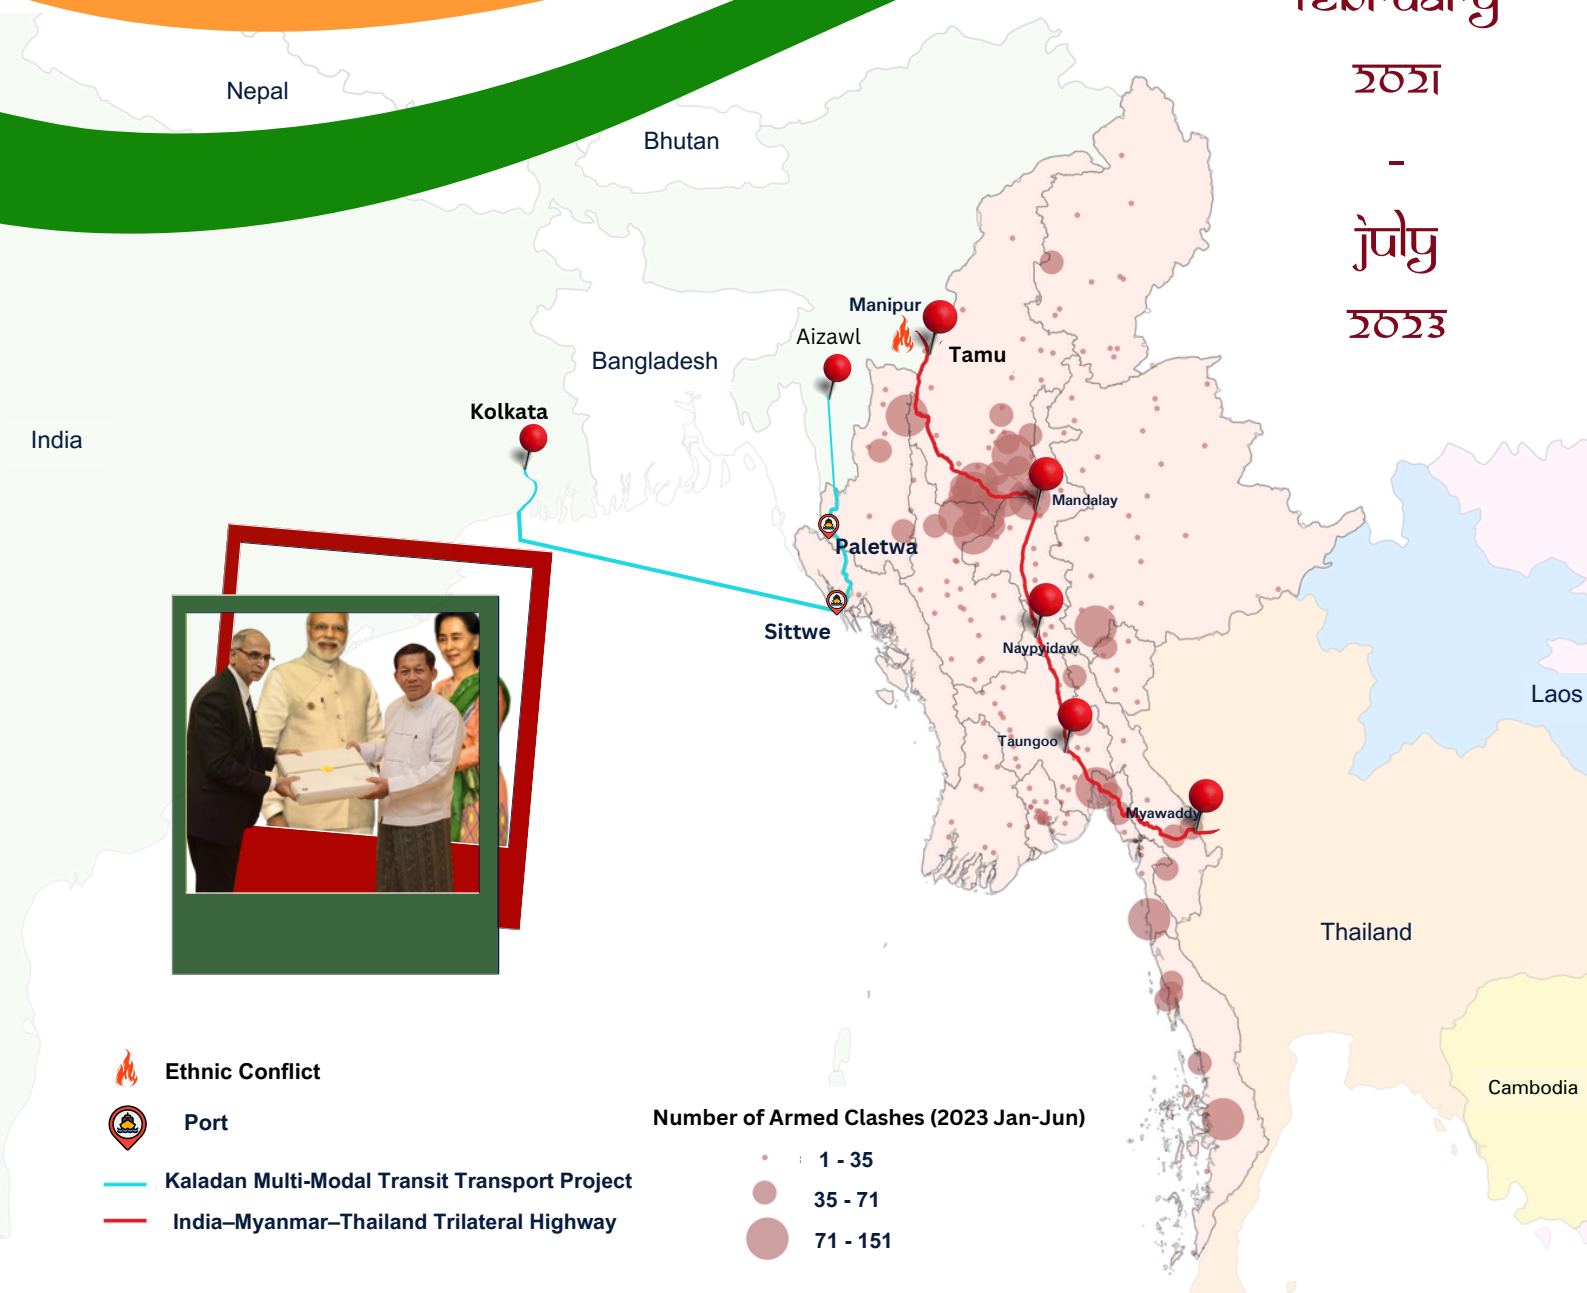 february
2021
-
july
2023
Nepal
Bhutan
Manipur
Aizawl
Tamu
Bangladesh
Kolkata
India
Mandalay
Paletwa
Sittwe
Naypyidaw
Laos
Taungoo
Myawaddy
Thailand
Cambodia
Ethnic Conflict
Port
Kaladan Multi-Modal Transit Transport Project
India–Myanmar–Thailand Trilateral Highway
Number of Armed Clashes (2023 Jan-Jun)
: 1 - 35
35 - 71
71 - 151